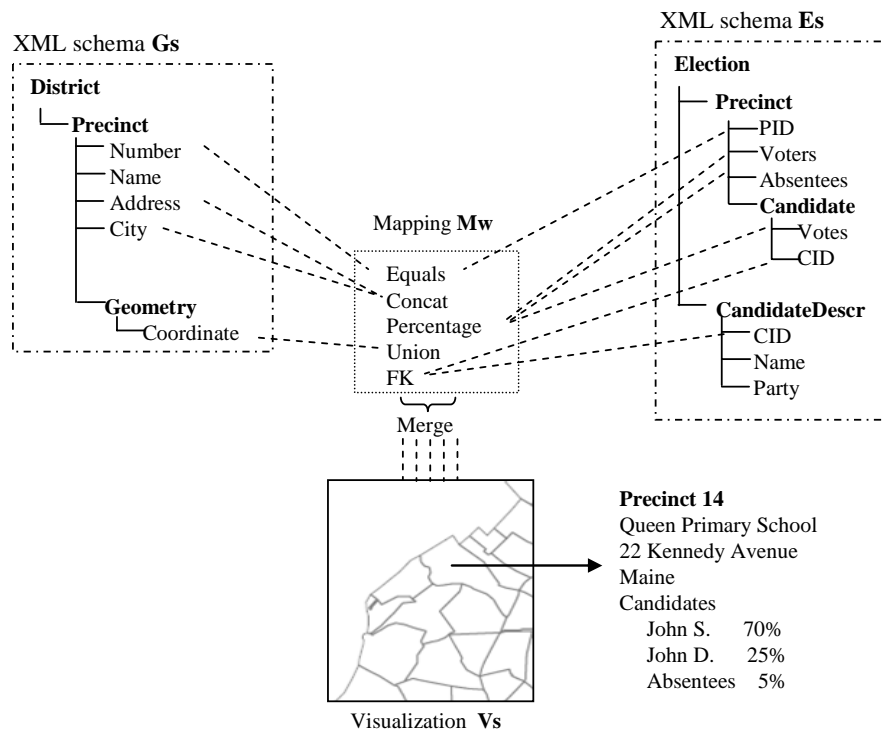 XML schema Gs
District
Precinct
Number
Name
Address
City
Geometry
Coordinate
Mapping Mw
Equals
Concat
Percentage
Union
FK
Merge
XML schema Es
Election
Precinct
PID
Voters
Absentees
Candidate
Votes
CID
CandidateDescr
CID
Name
Party
Precinct 14
Queen Primary School
22 Kennedy Avenue
Maine
Candidates
John S. 70%
John D. 25%
Absentees 5%
Visualization Vs